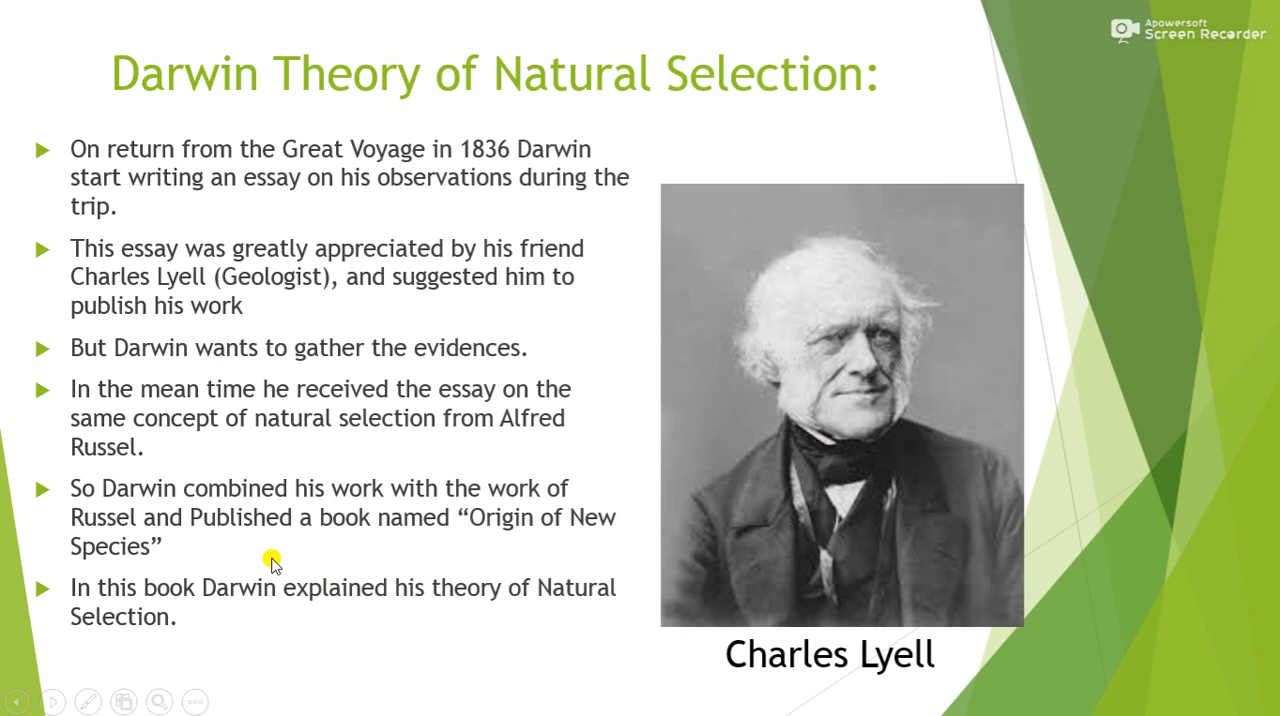 Apowersoft
Screen Recorder
Darwin Theory of Natural Selection:
On return from the Great Voyage in 1836 Darwin
start writing an essay on his observations during the
trip.
This essay was greatly appreciated by his friend
Charles Lyell (Geologist), and suggested him to
publish his work
But Darwin wants to gather the evidences.
In the mean time he received the essay on the
same concept of natural selection from Alfred
Russel.
So Darwin combined his work with the work of
Russel and Published a book named “Origin of New
Species”
In this book Darwin explained his theory of Natural
Selection.
Charles Lyell